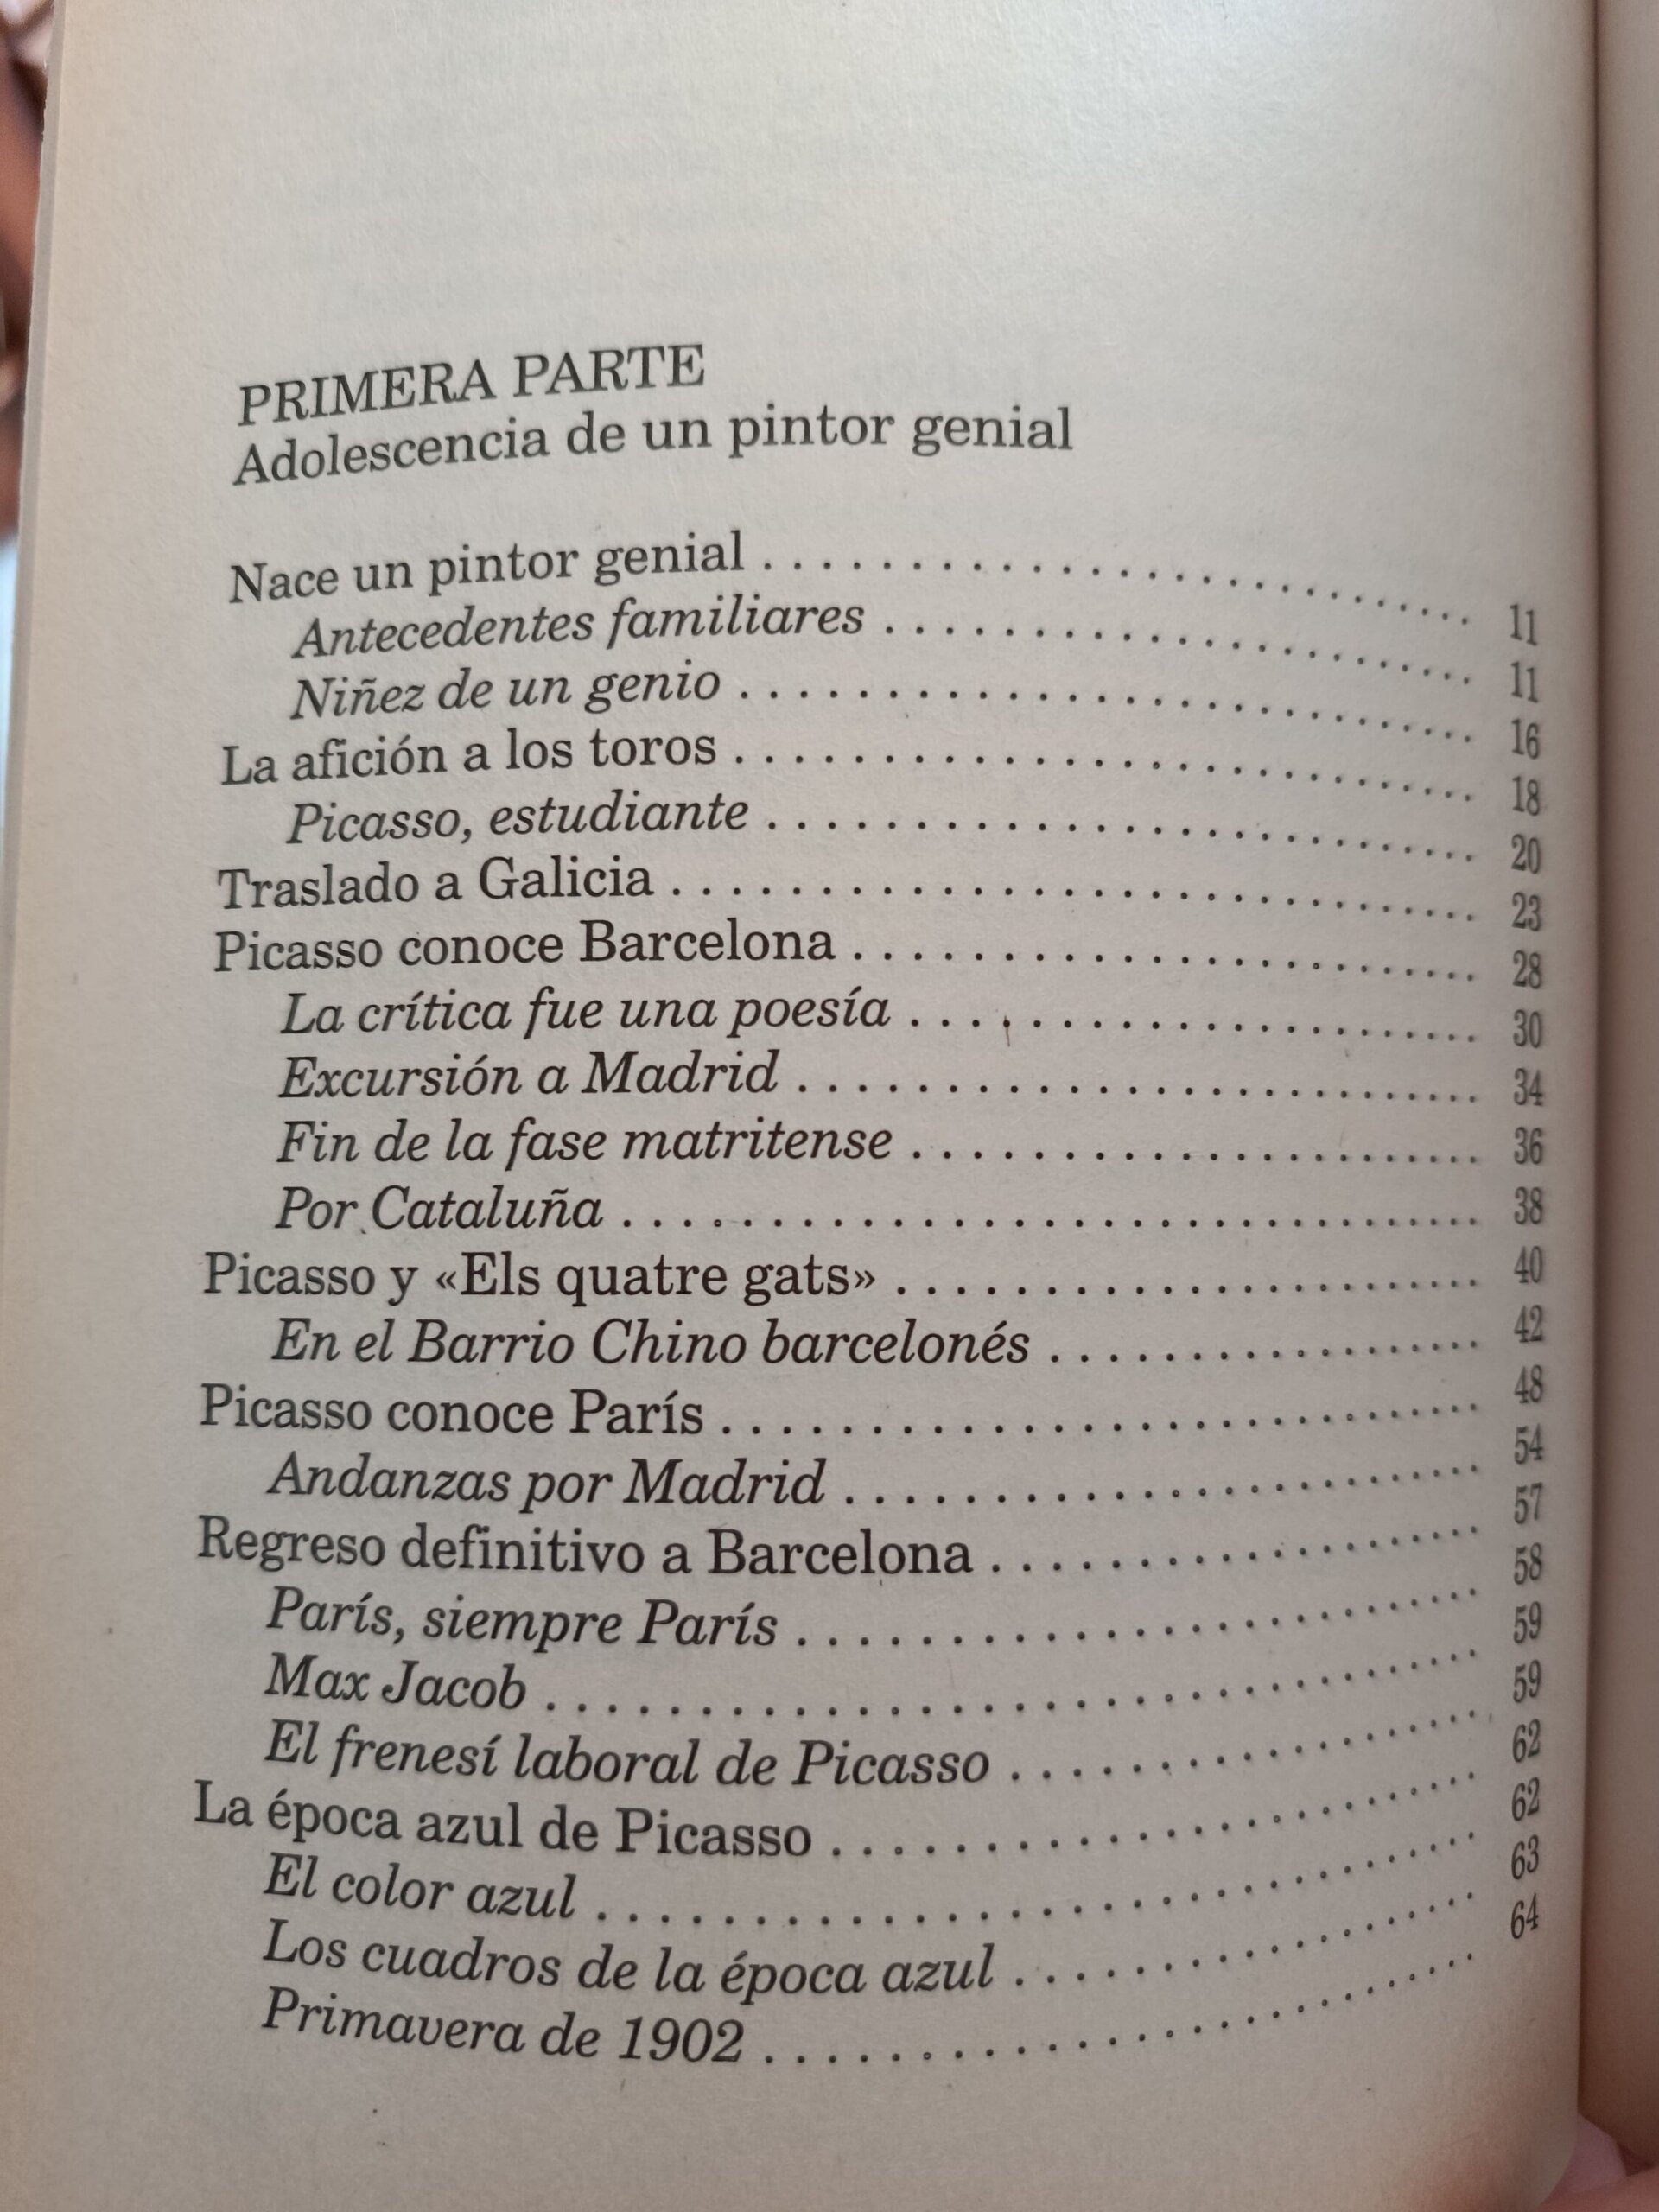 PRIMERA PARTE
Adolescencia de un pintor genial
Nace un pintor genial . . . . . . . . . . . . . . . . . . . . . . . . . . 11
Antecedentes familiares . . . . . . . . . . . . . . . . . . . . . . 11
Niñez de un genio . . . . . . . . . . . . . . . . . . . . . . . . . . 16
La afición a los toros . . . . . . . . . . . . . . . . . . . . . . . . . . 18
Picasso, estudiante . . . . . . . . . . . . . . . . . . . . . . . . . 20
Traslado a Galicia . . . . . . . . . . . . . . . . . . . . . . . . . . . . 23
Picasso conoce Barcelona . . . . . . . . . . . . . . . . . . . . . . 28
La crítica fue una poesía . . . . . . . . . . . . . . . . . . . . 30
Excursión a Madrid . . . . . . . . . . . . . . . . . . . . . . . . 34
Fin de la fase matritense . . . . . . . . . . . . . . . . . . . . 36
Por Cataluña . . . . . . . . . . . . . . . . . . . . . . . . . . . . . . 38
Picasso y «Els quatre gats» . . . . . . . . . . . . . . . . . . . . . 40
En el Barrio Chino barcelonés . . . . . . . . . . . . . . . 42
Picasso conoce París . . . . . . . . . . . . . . . . . . . . . . . . . . . 48
Andanzas por Madrid . . . . . . . . . . . . . . . . . . . . . . . 54
Regreso definitivo a Barcelona . . . . . . . . . . . . . . . . . . 57
París, siempre París . . . . . . . . . . . . . . . . . . . . . . . . 58
Max Jacob . . . . . . . . . . . . . . . . . . . . . . . . . . . . . . . . . 59
El frenesí laboral de Picasso . . . . . . . . . . . . . . . . . 59
La época azul de Picasso . . . . . . . . . . . . . . . . . . . . . . . 62
El color azul . . . . . . . . . . . . . . . . . . . . . . . . . . . . . . . 62
Los cuadros de la época azul . . . . . . . . . . . . . . . . . 63
Primavera de 1902 . . . . . . . . . . . . . . . . . . . . . . . . . 64